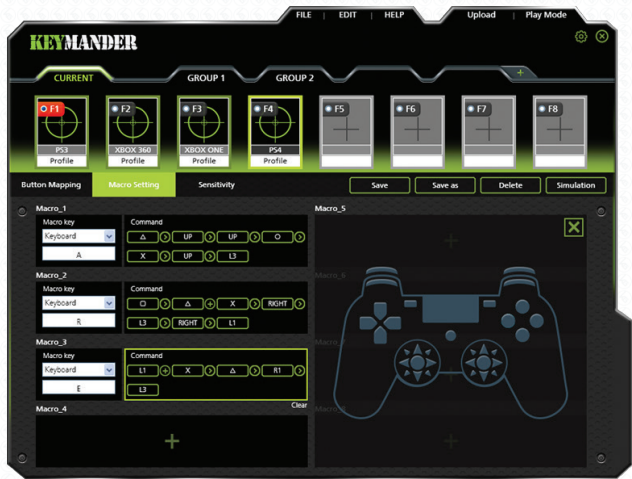 FILE | EDIT | HELP Upload | Play Mode
KEYMANDER
CURRENT GROUP 1 GROUP 2 +
F1 F2 F3 F4 F5 F6 F7 F8
PS3 XBOX 360 XBOX ONE PS4
Profile Profile Profile Profile
Button Mapping Macro Setting Sensitivity Save Save as Delete Simulation
Macro_1 Macro_5
Macro key Command
Keyboard △ UP UP O
A X UP L3
Macro_2 Macro_6
Macro key Command
Keyboard □ △ + X RIGHT
R L3 RIGHT L1
Macro_3
Macro key Command
Keyboard L1 + X △ R1
E L3
Macro_4 Clear